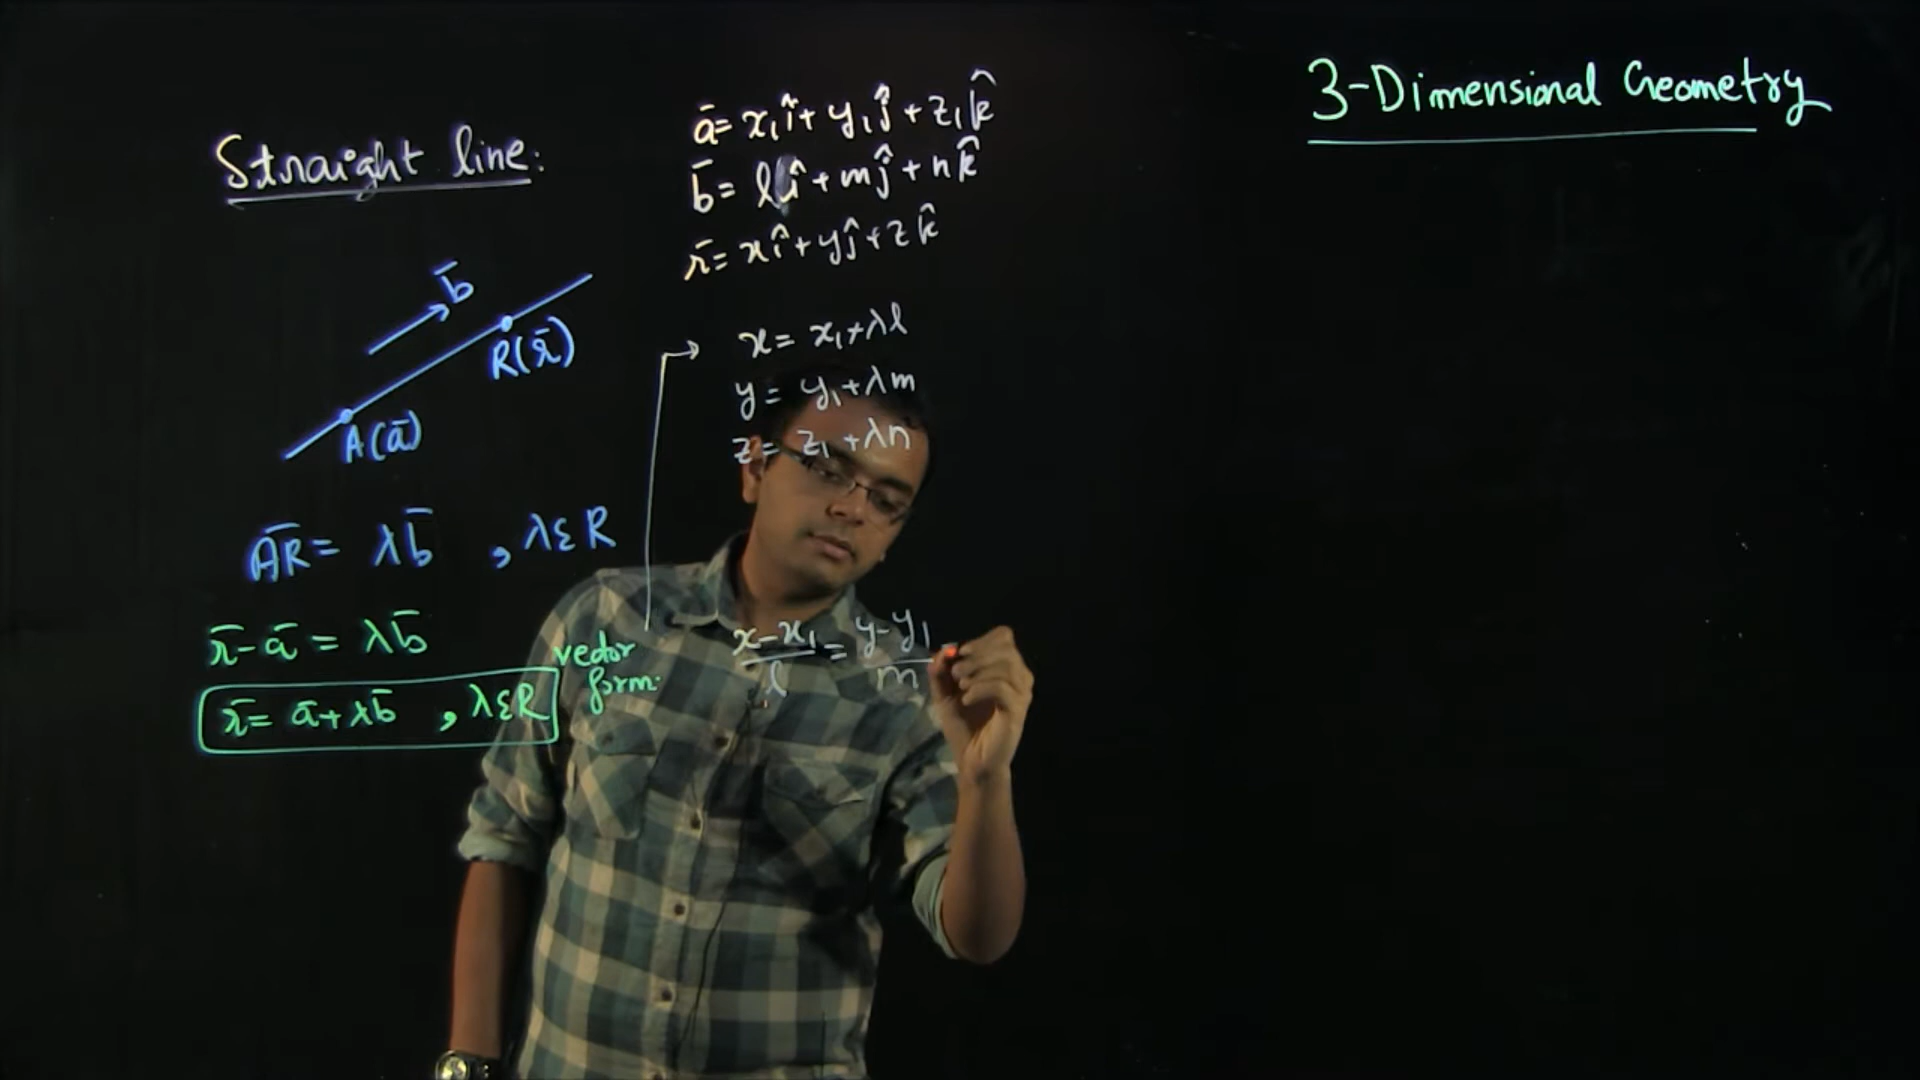 3-Dimensional Geometry
Straight line:
b̄
R(r̄)
A(ā)
A̅R̅ = λb̄ , λ ε R
r̄ - ā = λb̄
r̄ = ā + λb̄ , λ ε R
vector
form.
ā = x₁î + y₁ĵ + z₁k̂
b̄ = lî + mĵ + nk̂
r̄ = xî + yĵ + zk̂
x = x₁ + λl
y = y₁ + λm
z = z₁ + λn
(x - x₁)/l = (y - y₁)/m =